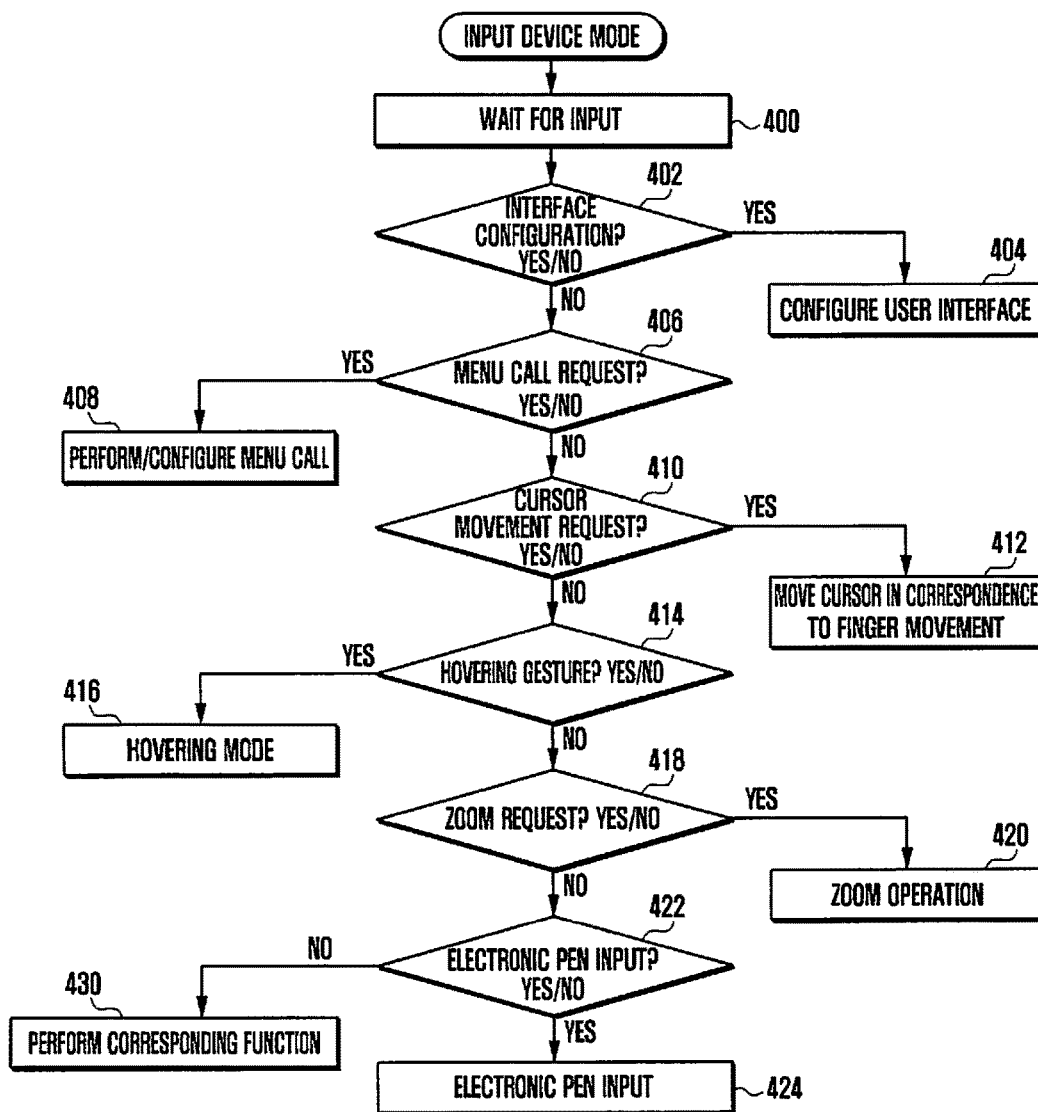 INPUT DEVICE MODE
WAIT FOR INPUT
400
402
INTERFACE
CONFIGURATION?
YES/NO
YES
NO
404
CONFIGURE USER INTERFACE
406
MENU CALL REQUEST?
YES/NO
YES
NO
408
PERFORM/CONFIGURE MENU CALL
410
CURSOR
MOVEMENT REQUEST?
YES/NO
YES
NO
412
MOVE CURSOR IN CORRESPONDENCE
TO FINGER MOVEMENT
414
HOVERING GESTURE? YES/NO
YES
NO
416
HOVERING MODE
418
ZOOM REQUEST? YES/NO
YES
NO
420
ZOOM OPERATION
422
ELECTRONIC PEN INPUT?
YES/NO
NO
YES
430
PERFORM CORRESPONDING FUNCTION
ELECTRONIC PEN INPUT
424